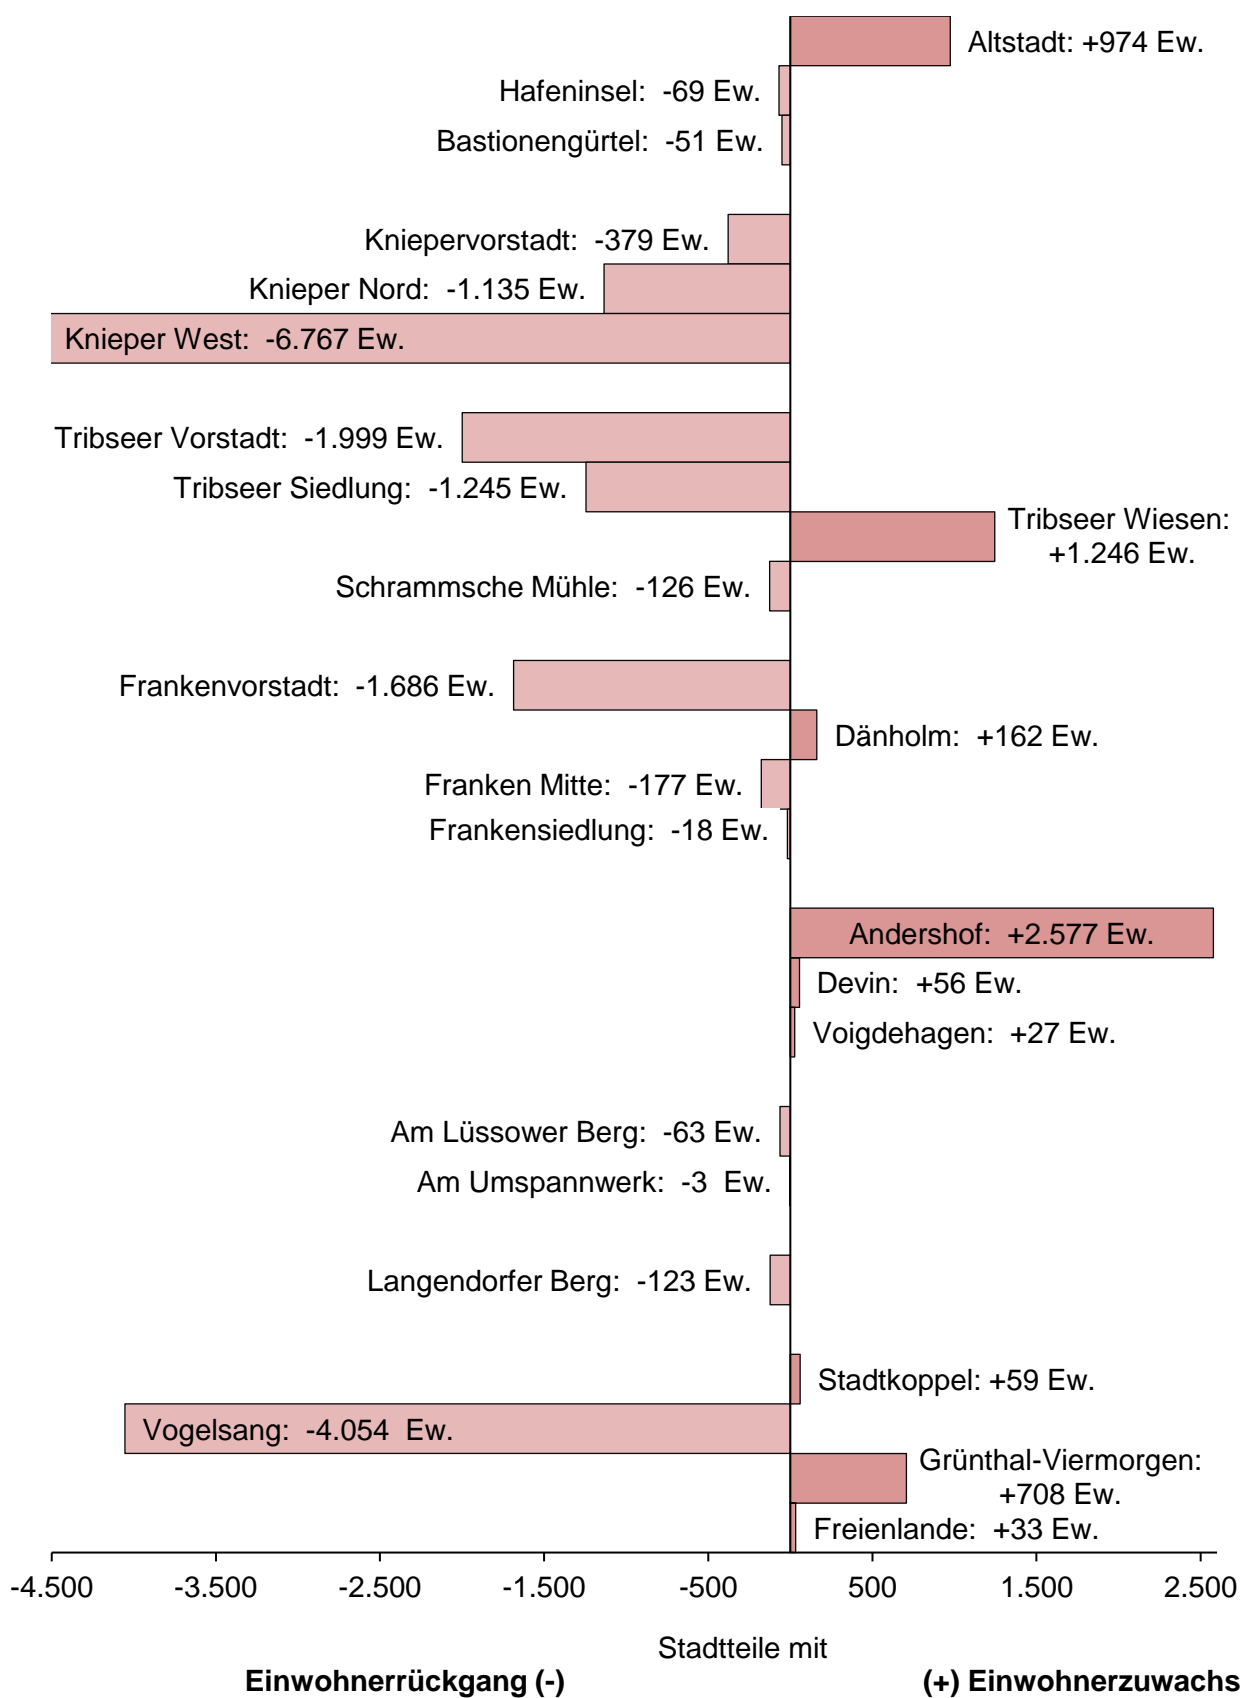 Altstadt: +974 Ew.
Hafeninsel: -69 Ew.
Bastionengürtel: -51 Ew.
Kniepervorstadt: -379 Ew.
Knieper Nord: -1.135 Ew.
Knieper West: -6.767 Ew.
Tribseer Vorstadt: -1.999 Ew.
Tribseer Siedlung: -1.245 Ew.
Tribseer Wiesen:
+1.246 Ew.
Schrammsche Mühle: -126 Ew.
Frankenvorstadt: -1.686 Ew.
Dänholm: +162 Ew.
Franken Mitte: -177 Ew.
Frankensiedlung: -18 Ew.
Andershof: +2.577 Ew.
Devin: +56 Ew.
Voigdehagen: +27 Ew.
Am Lüssower Berg: -63 Ew.
Am Umspannwerk: -3 Ew.
Langendorfer Berg: -123 Ew.
Stadtkoppel: +59 Ew.
Vogelsang: -4.054 Ew.
Grünthal-Viermorgen:
+708 Ew.
Freienlande: +33 Ew.
-4.500 -3.500 -2.500 -1.500 -500 500 1.500 2.500
Stadtteile mit
Einwohnerrückgang (-) (+) Einwohnerzuwachs